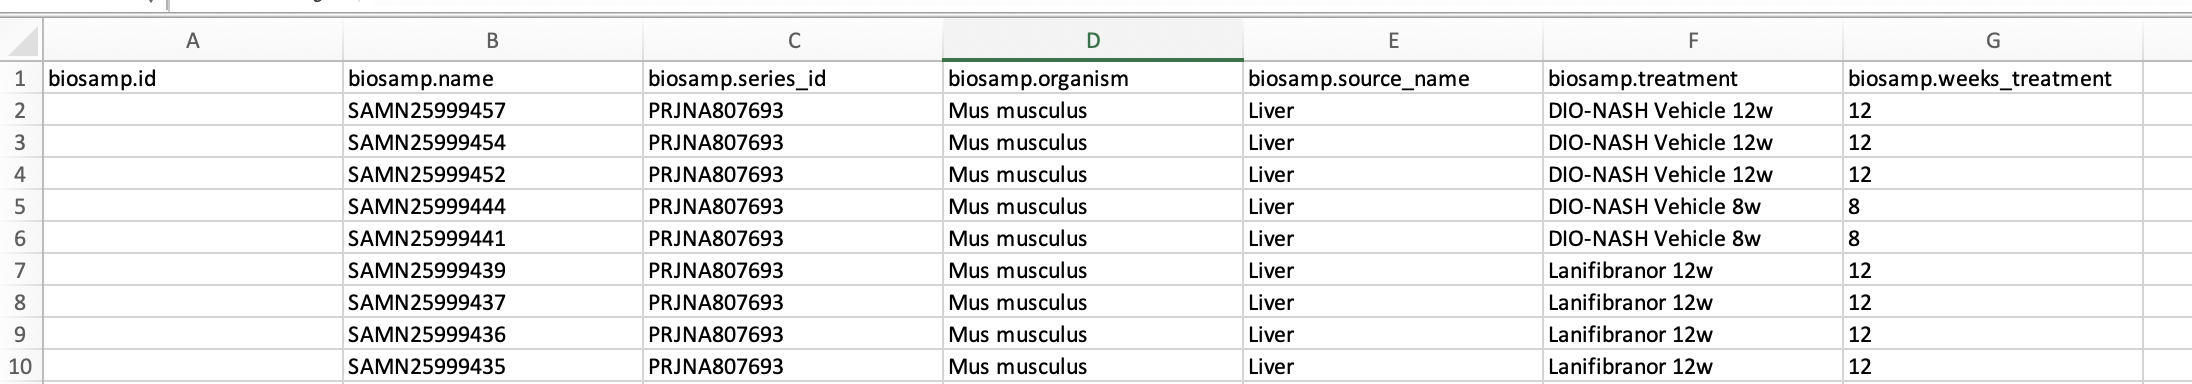 A B C D E F G
1 biosamp.id biosamp.name biosamp.series_id biosamp.organism biosamp.source_name biosamp.treatment biosamp.weeks_treatment
2 SAMN25999457 PRJNA807693 Mus musculus Liver DIO-NASH Vehicle 12w 12
3 SAMN25999454 PRJNA807693 Mus musculus Liver DIO-NASH Vehicle 12w 12
4 SAMN25999452 PRJNA807693 Mus musculus Liver DIO-NASH Vehicle 12w 12
5 SAMN25999444 PRJNA807693 Mus musculus Liver DIO-NASH Vehicle 8w 8
6 SAMN25999441 PRJNA807693 Mus musculus Liver DIO-NASH Vehicle 8w 8
7 SAMN25999439 PRJNA807693 Mus musculus Liver Lanifibranor 12w 12
8 SAMN25999437 PRJNA807693 Mus musculus Liver Lanifibranor 12w 12
9 SAMN25999436 PRJNA807693 Mus musculus Liver Lanifibranor 12w 12
10 SAMN25999435 PRJNA807693 Mus musculus Liver Lanifibranor 12w 12